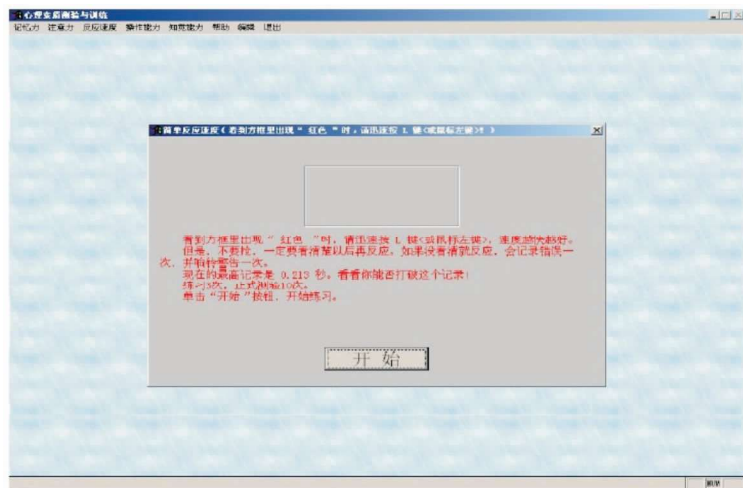 心理素质测验与训练
记忆力 注意力 反应速度 操作能力 知觉能力 帮助 编辑 退出
简单反应速度(看到方框里出现“ 红色 ”时，请迅速按 L 键<或鼠标左键>! )
看到方框里出现“ 红色 ”时，请迅速按 L 键<或鼠标左键>，速度越快越好。
但是，不要抢，一定要看清楚以后再反应。如果没看清就反应，会记录错误一
次，并响铃警告一次。
现在的最高记录是 0.213 秒，看看你能否打破这个记录!
练习3次，正式测验10次。
单击“开始 ”按钮，开始练习。
开 始
NUM